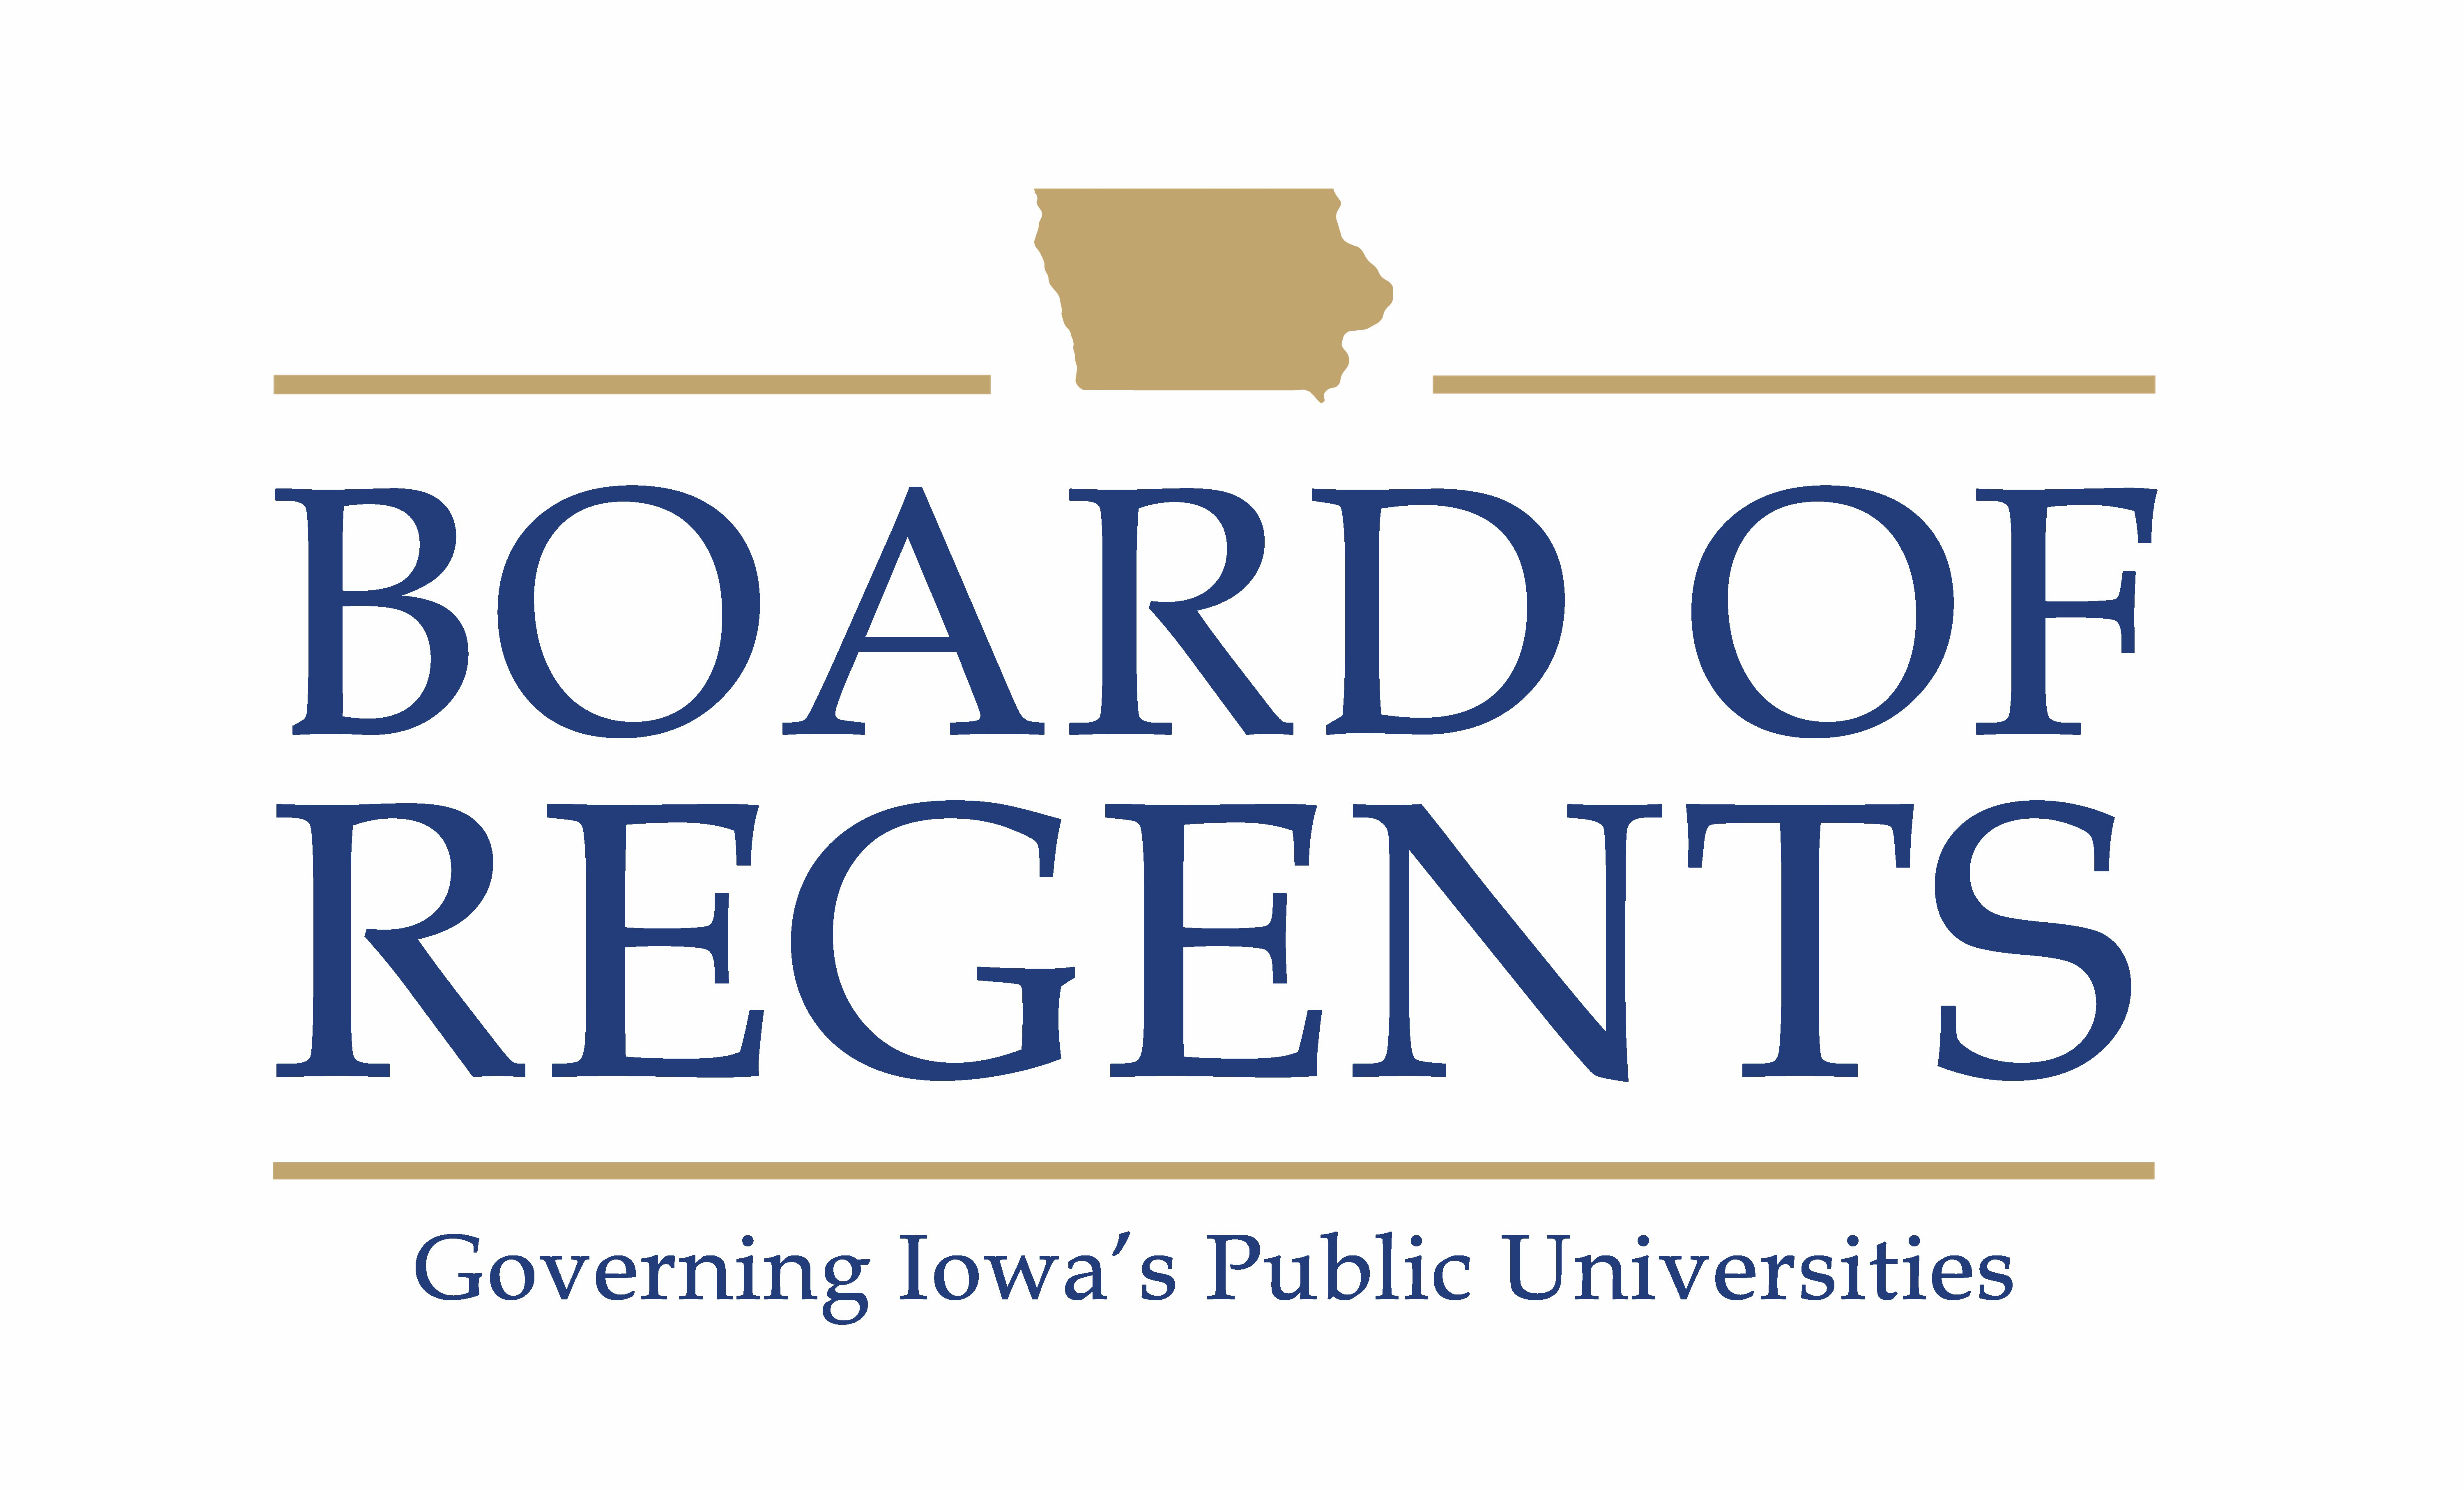 BOARD OF
REGENTS
Governing Iowa's Public Universities